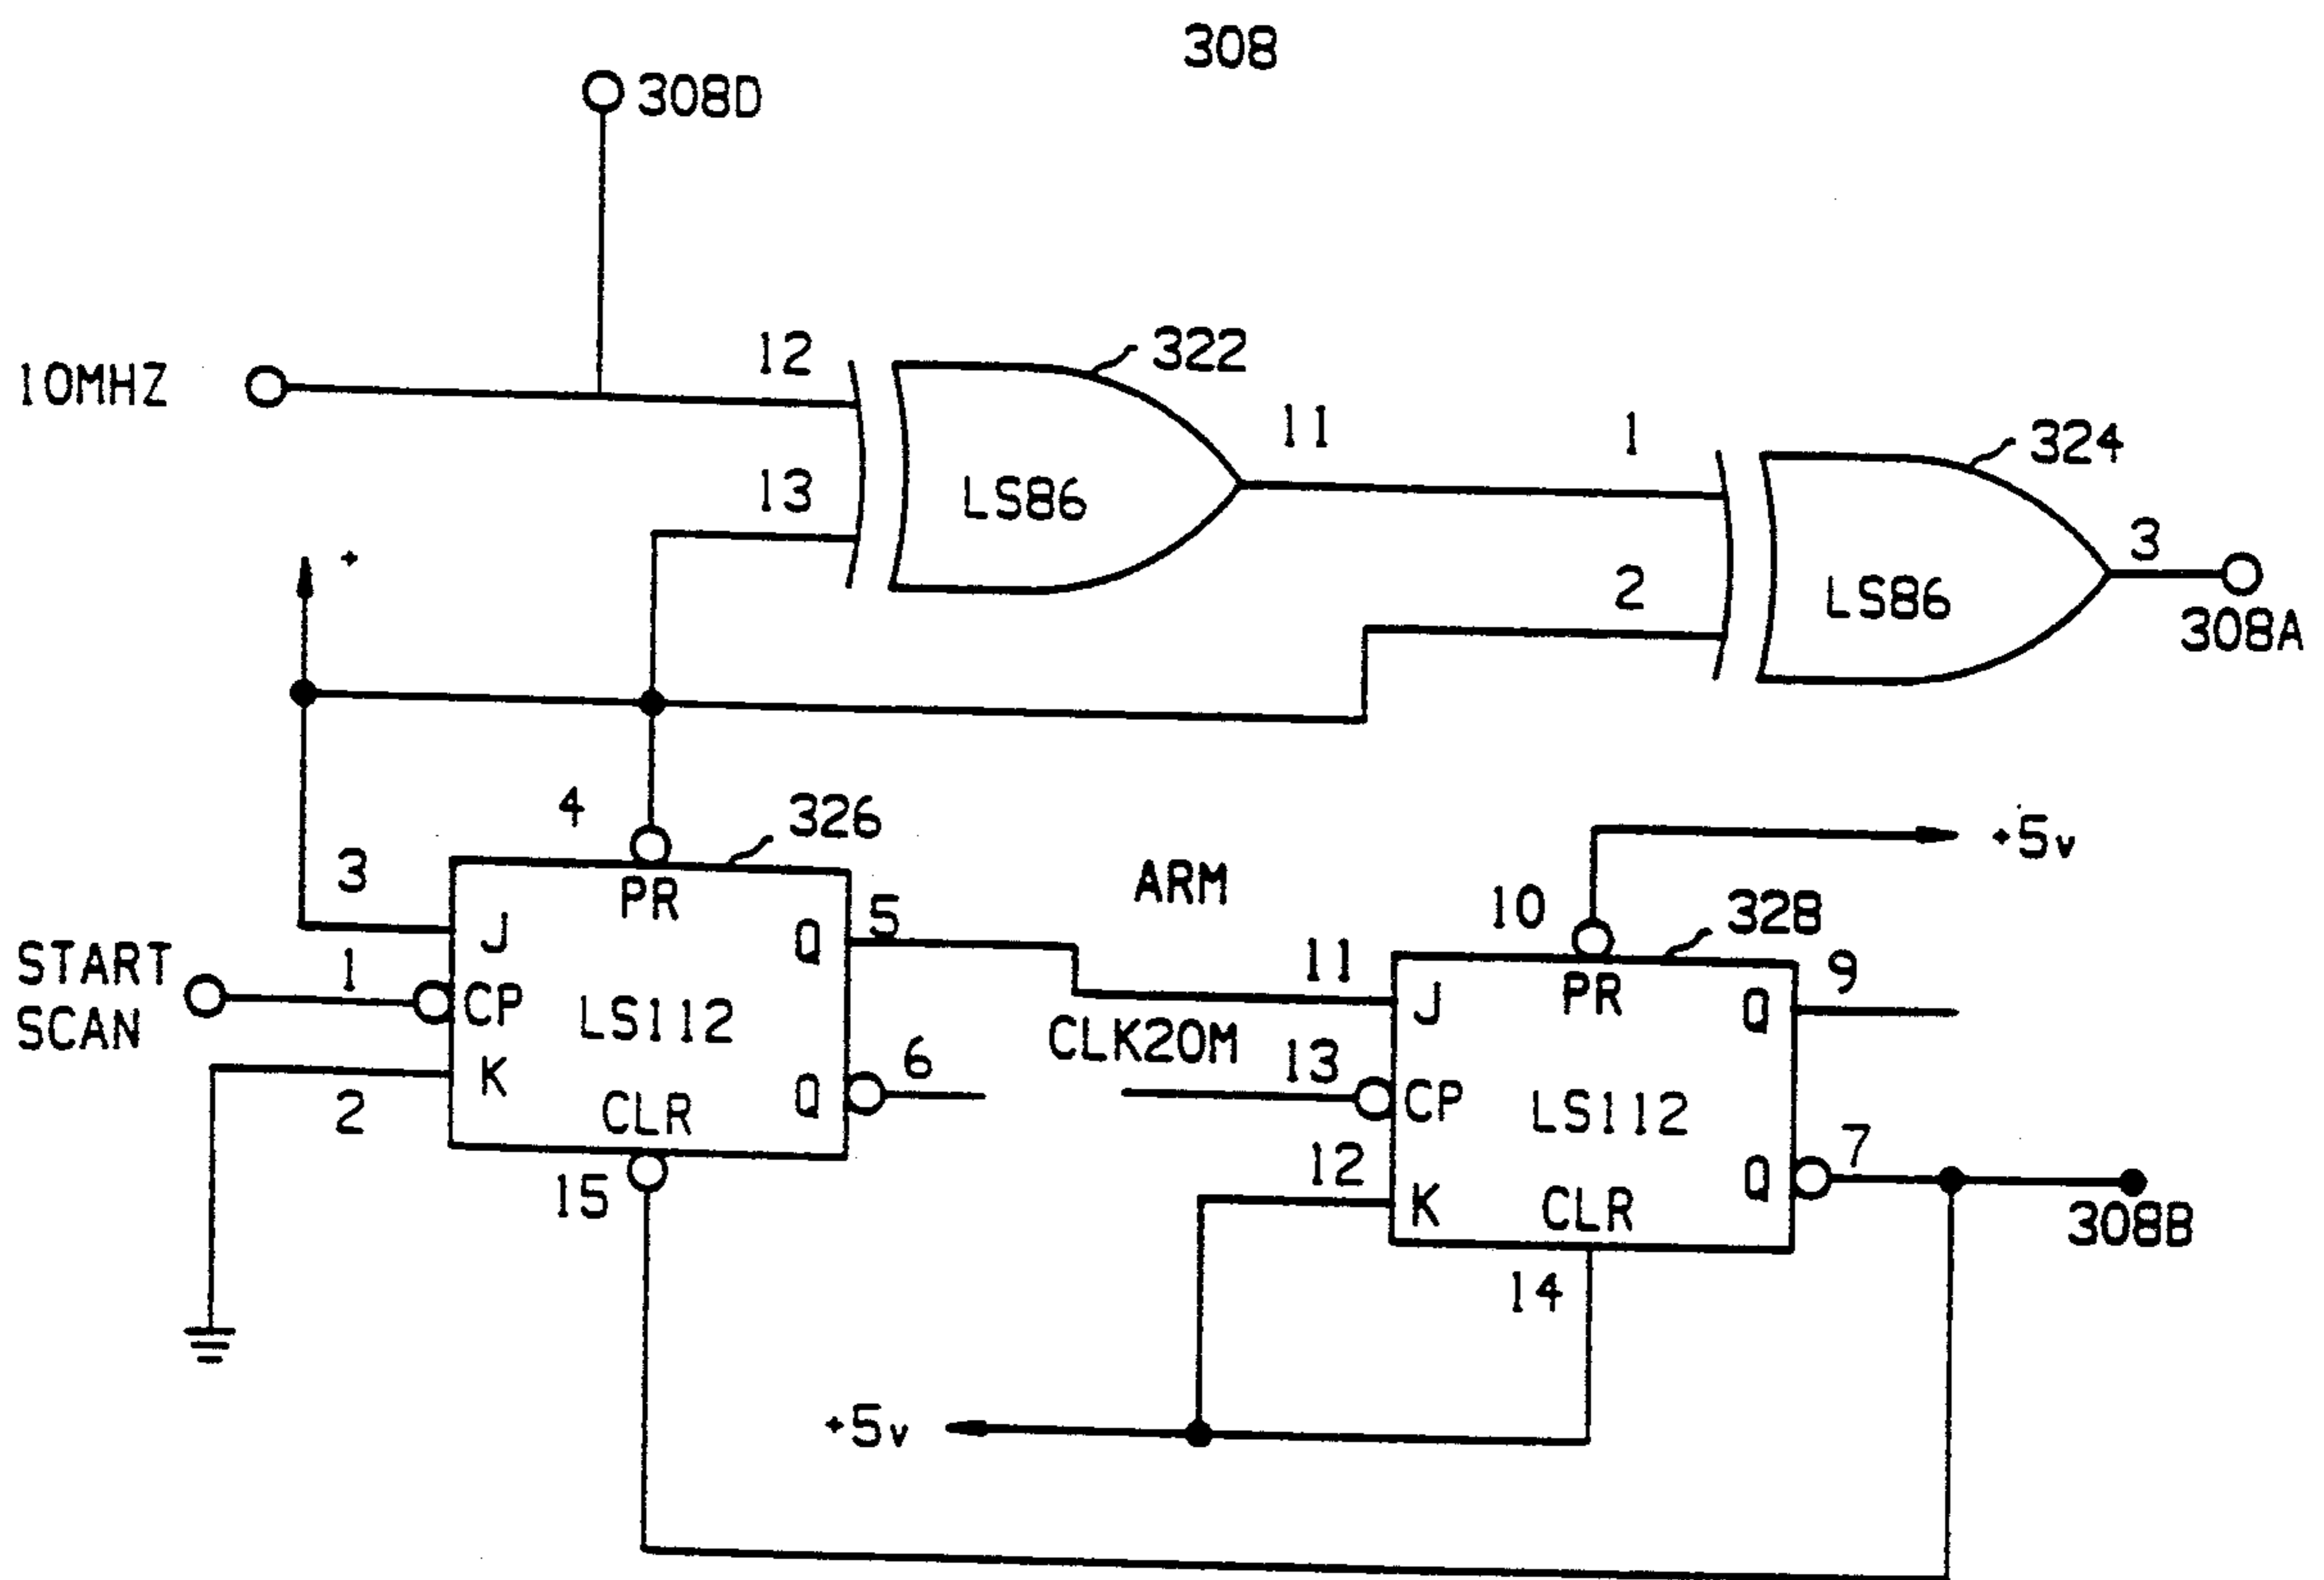 308
308D
10MHZ
12
322
11
1
324
13
LS86
2
LS86
3
308A
+
4
326
3
PR
J
Q
5
ARM
10
328
+5v
START
SCAN
1
CP
LS112
11
J
PR
Q
9
CLK20M
13
CP
LS112
2
K
CLR
Q
6
12
K
CLR
Q
7
308B
15
14
+5v